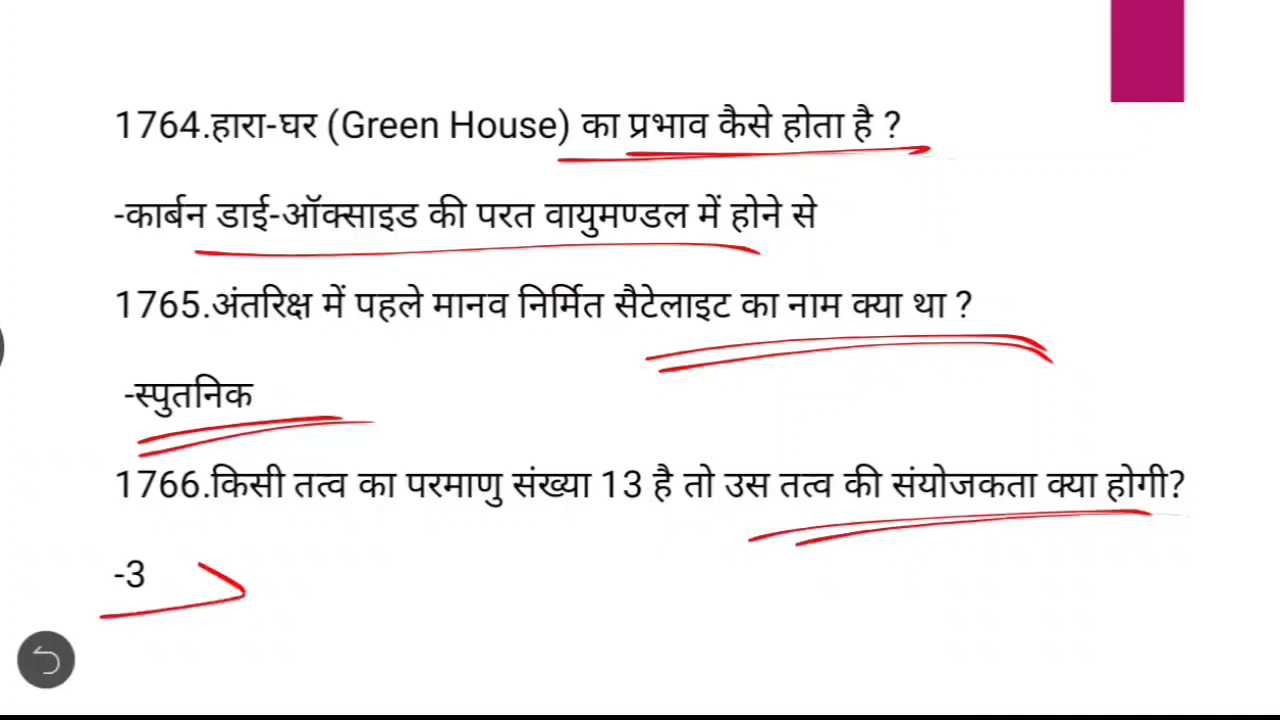 1764.हारा-घर (Green House) का प्रभाव कैसे होता है ?
-कार्बन डाई-ऑक्साइड की परत वायुमण्डल में होने से
1765.अंतरिक्ष में पहले मानव निर्मित सैटेलाइट का नाम क्या था ?
-स्पुतनिक
1766.किसी तत्व का परमाणु संख्या 13 है तो उस तत्व की संयोजकता क्या होगी?
-3